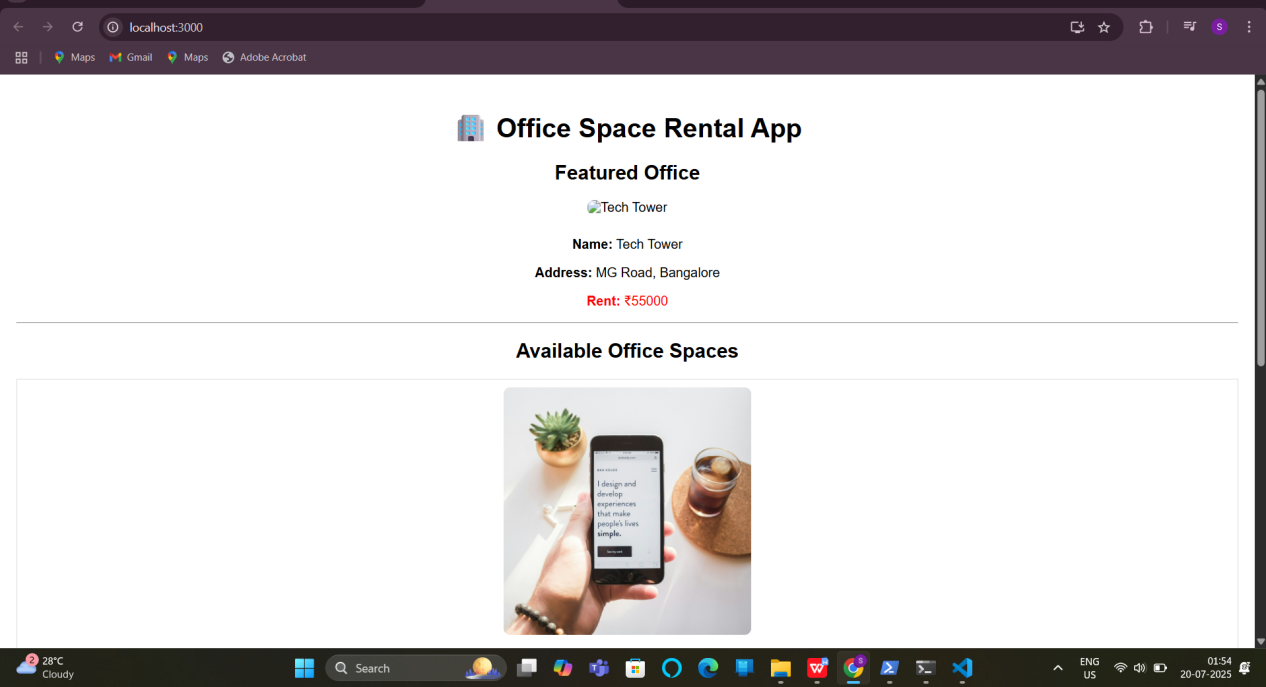 localhost:3000
S
Maps
Gmail
Maps
Adobe Acrobat
Office Space Rental App
Featured Office
Tech Tower
Name: Tech Tower
Address: MG Road, Bangalore
Rent: ₹55000
Available Office Spaces
I design and
develop
experiences
that make
people's lives
simple.
2
28°C
Cloudy
Search
S
ENG
US
01:54
20-07-2025